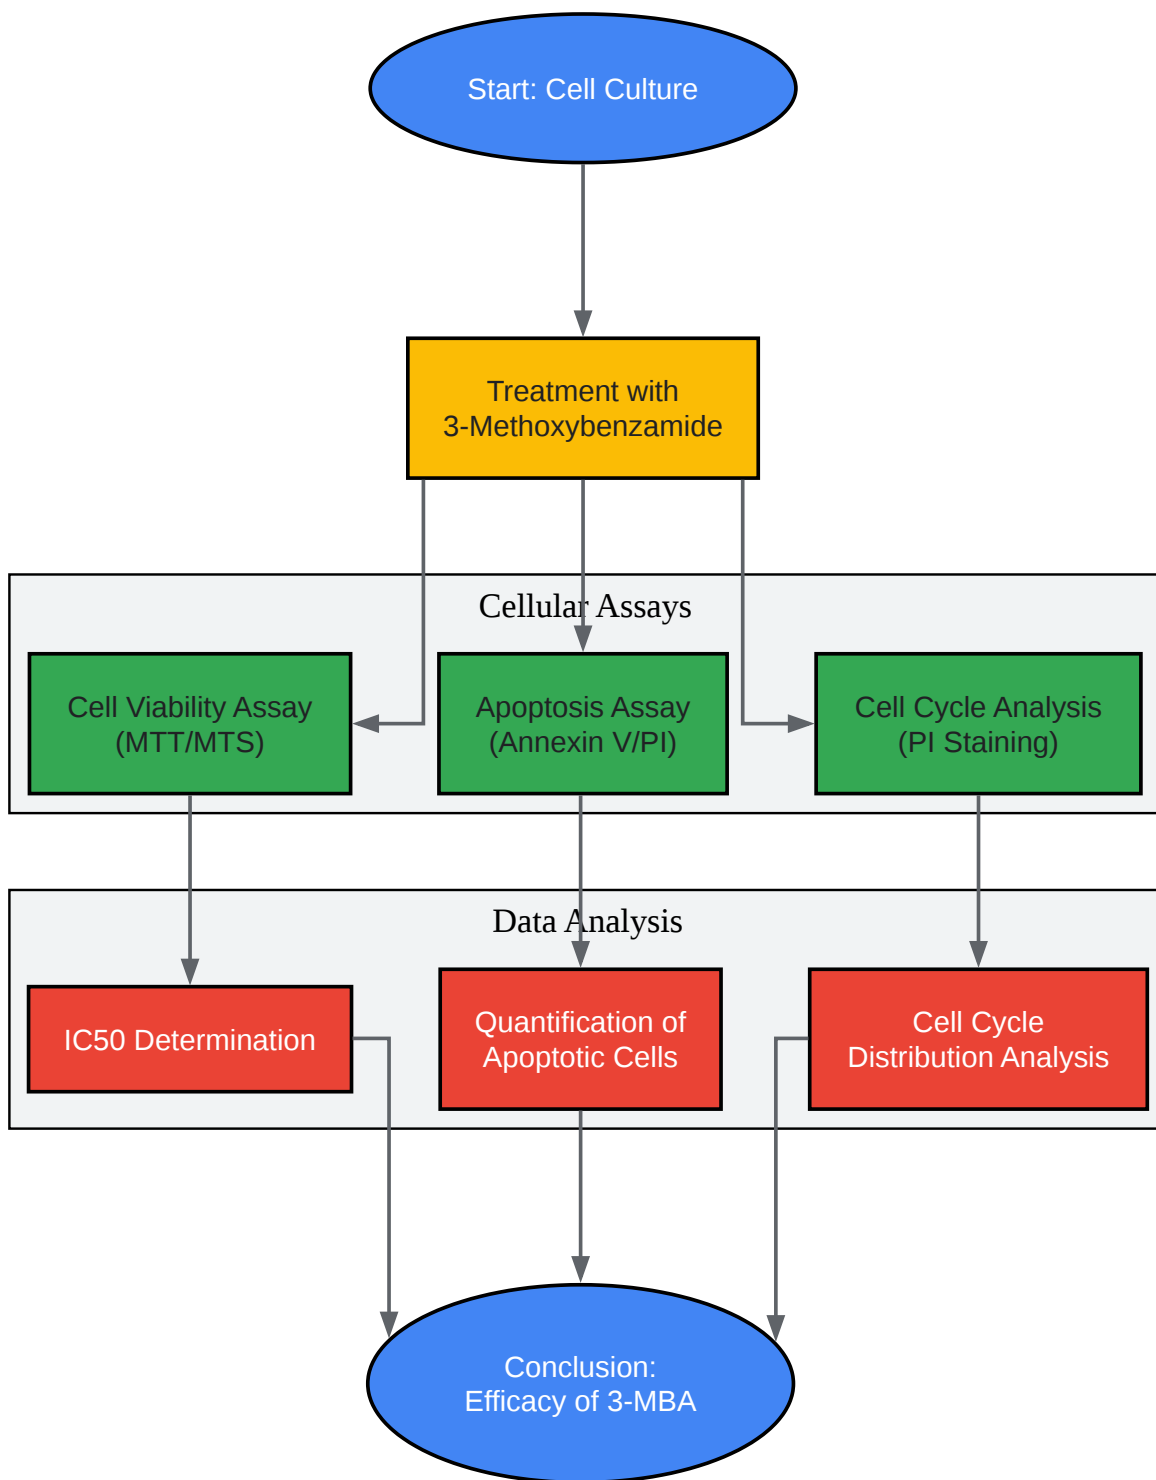 Start: Cell Culture
Treatment with
3-Methoxybenzamide
Cellular Assays
Cell Viability Assay
(MTT/MTS)
Apoptosis Assay
(Annexin V/PI)
Cell Cycle Analysis
(PI Staining)
Data Analysis
IC50 Determination
Quantification of
Apoptotic Cells
Cell Cycle
Distribution Analysis
Conclusion:
Efficacy of 3-MBA